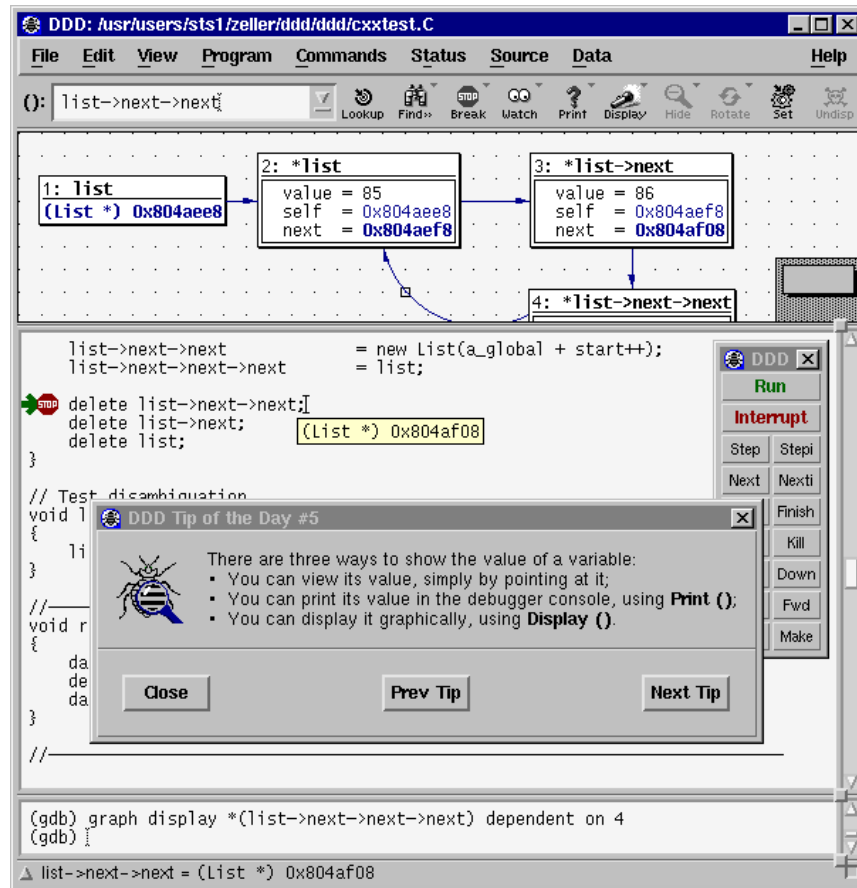 DDD: /usr/users/sts1/zeller/ddd/ddd/cxxtest.C
File Edit View Program Commands Status Source Data Help
(): list->next->next
Lookup Find>> Break Watch Print Display Hide Rotate Set Undisp
1: list
(List *) 0x804aee8
2: *list
value = 85
self = 0x804aee8
next = 0x804aef8
3: *list->next
value = 86
self = 0x804aef8
next = 0x804af08
4: *list->next->next
list->next->next = new List(a_global + start++);
list->next->next->next = list;
STOP delete list->next->next;
delete list->next;
delete list;
}
(List *) 0x804af08
// Test disambiguation
void l
{
li
}
//
void r
{
da
de
da
}
//
DDD
Run
Interrupt
Step Stepi
Next Nexti
Finish
Kill
Down
Fwd
Make
DDD Tip of the Day #5
There are three ways to show the value of a variable:
• You can view its value, simply by pointing at it;
• You can print its value in the debugger console, using Print ();
• You can display it graphically, using Display ().
Close Prev Tip Next Tip
(gdb) graph display *(list->next->next->next) dependent on 4
(gdb)
list->next->next = (List *) 0x804af08